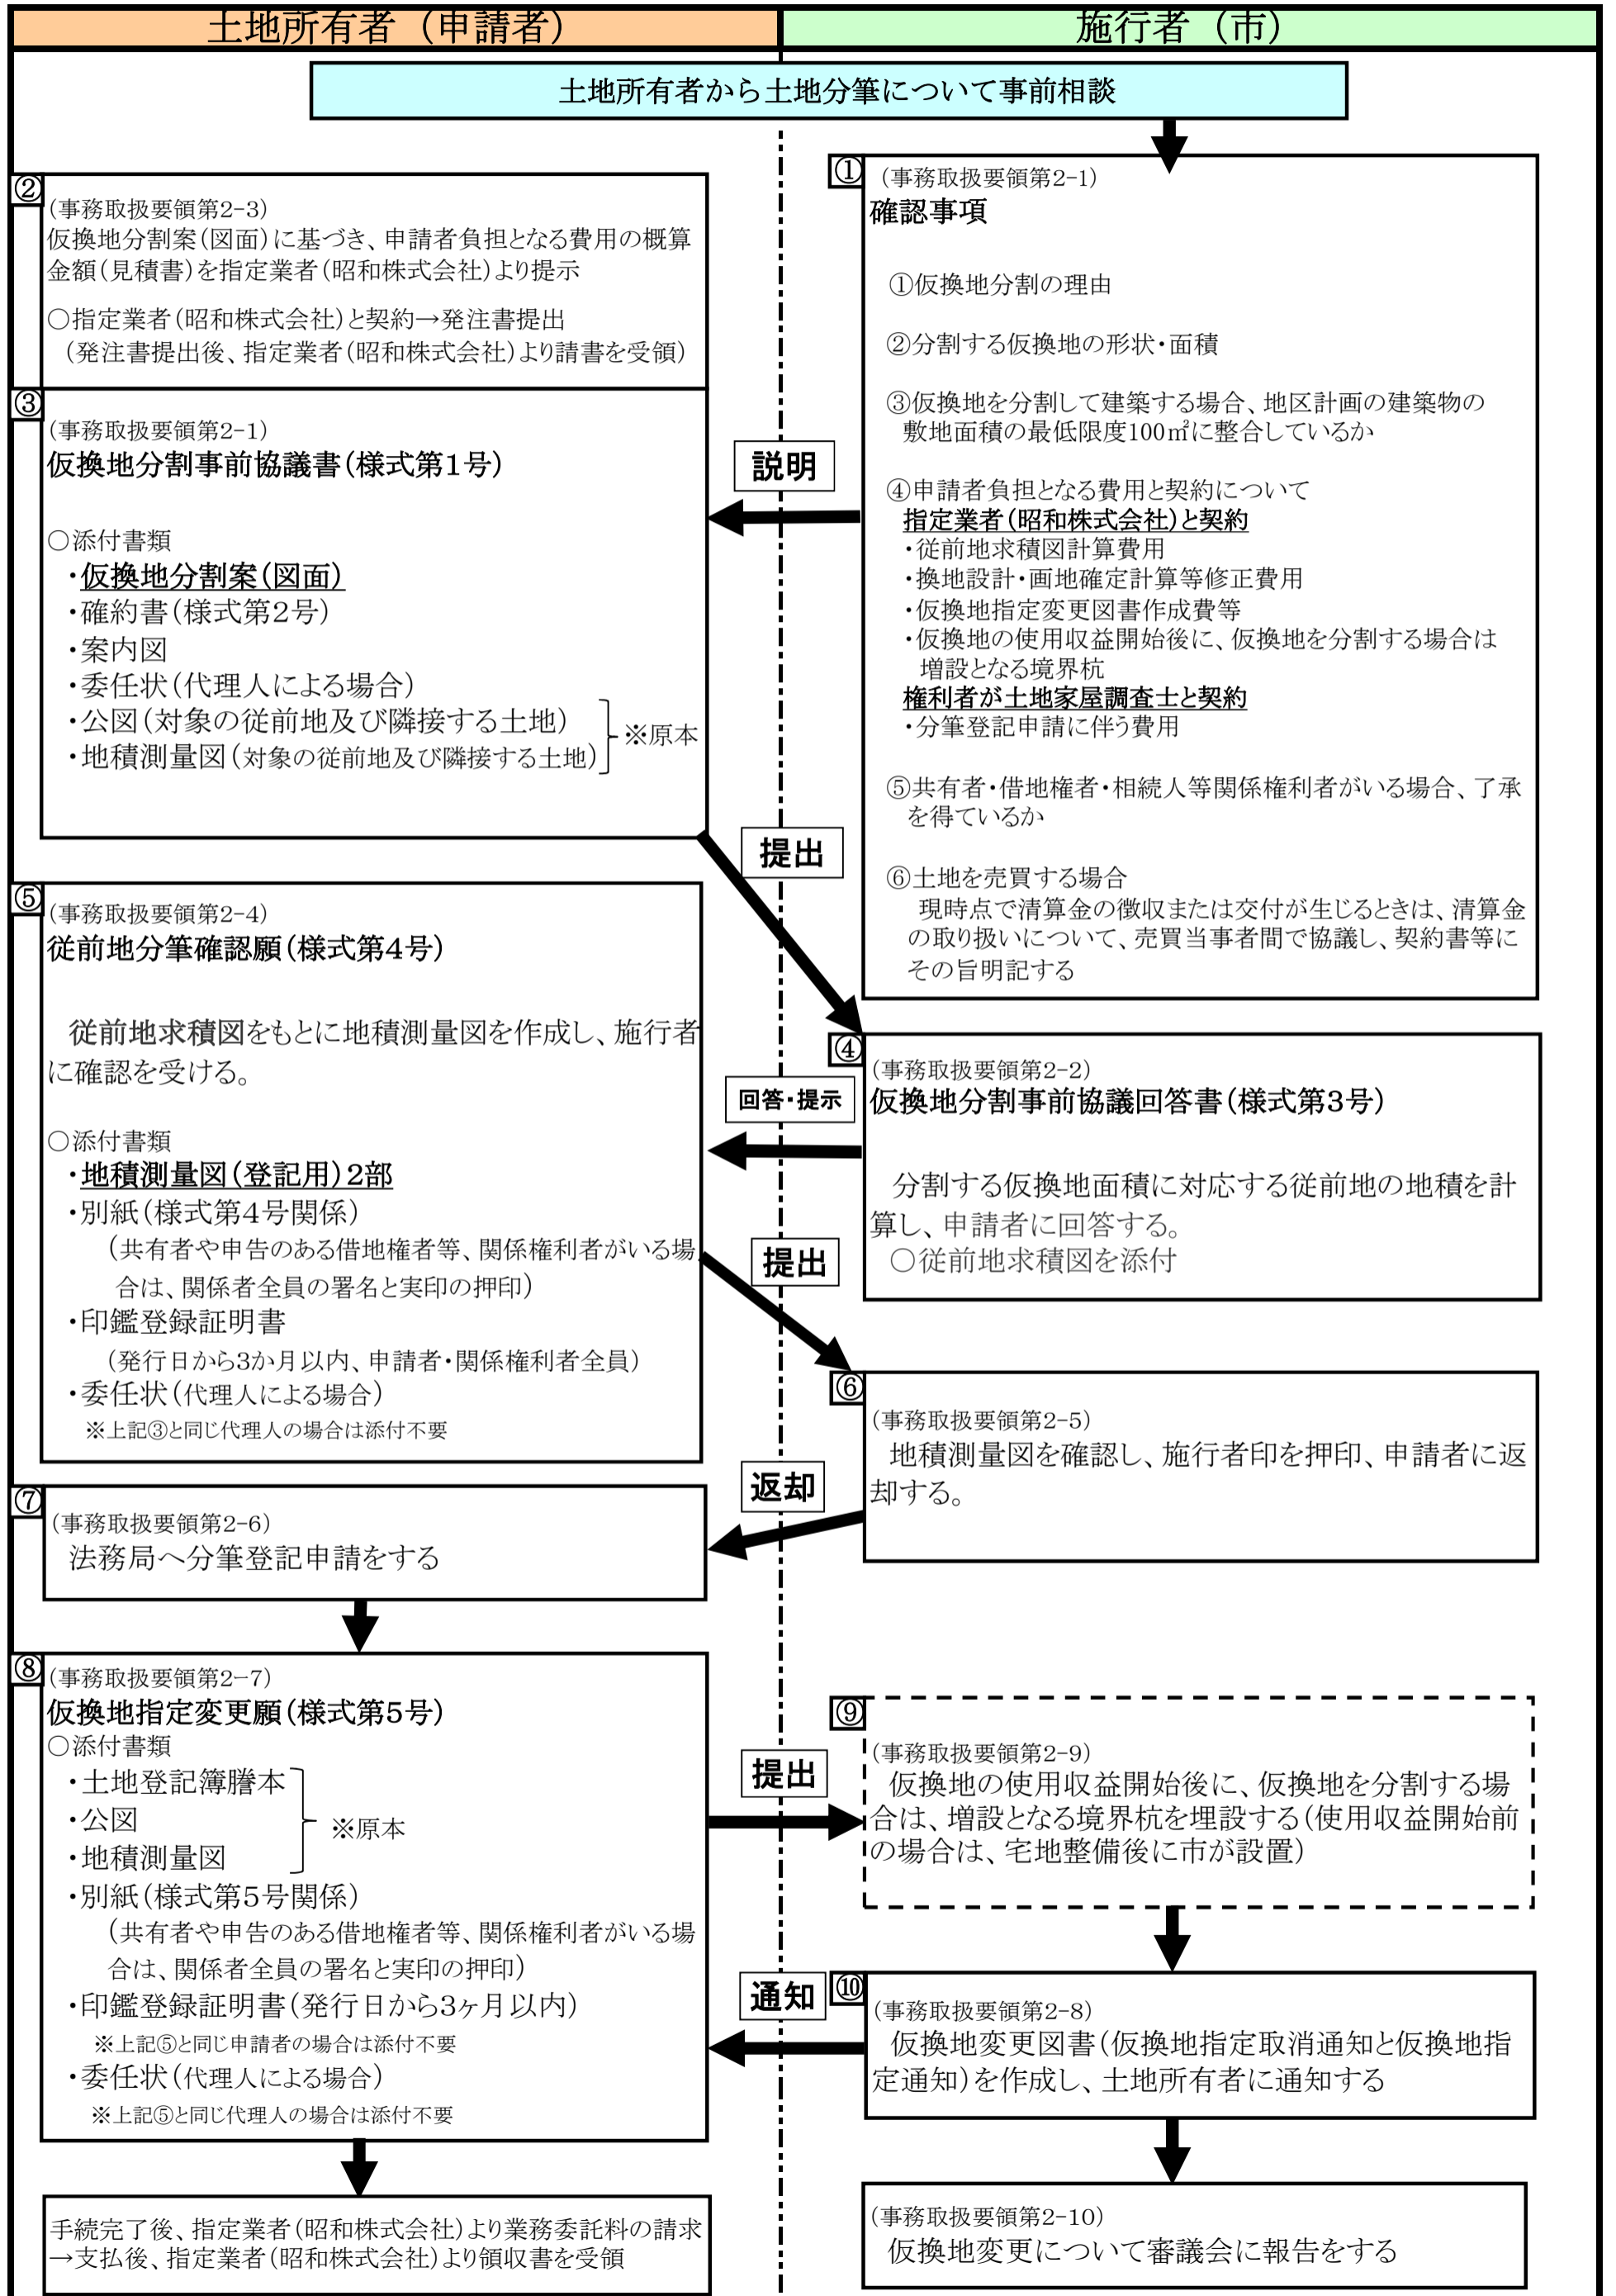 土地所有者（申請者）
施行者（市）
土地所有者から土地分筆について事前相談
①
（事務取扱要領第2-1）
確認事項
①仮換地分割の理由
②分割する仮換地の形状・面積
③仮換地を分割して建築する場合、地区計画の建築物の
敷地面積の最低限度100㎡に整合しているか
④申請者負担となる費用と契約について
指定業者（昭和株式会社）と契約
・従前地求積図計算費用
・換地設計・画地確定計算等修正費用
・仮換地指定変更図書作成費等
・仮換地の使用収益開始後に、仮換地を分割する場合は
増設となる境界杭
権利者が土地家屋調査士と契約
・分筆登記申請に伴う費用
⑤共有者・借地権者・相続人等関係権利者がいる場合、了承
を得ているか
⑥土地を売買する場合
現時点で清算金の徴収または交付が生じるときは、清算金
の取り扱いについて、売買当事者間で協議し、契約書等に
その旨明記する
②
（事務取扱要領第2-3）
仮換地分割案（図面）に基づき、申請者負担となる費用の概算
金額（見積書）を指定業者（昭和株式会社）より提示
○指定業者（昭和株式会社）と契約→発注書提出
（発注書提出後、指定業者（昭和株式会社）より請書を受領）
説明
③
（事務取扱要領第2-1）
仮換地分割事前協議書（様式第1号）
○添付書類
・仮換地分割案（図面）
・確約書（様式第2号）
・案内図
・委任状（代理人による場合）
・公図（対象の従前地及び隣接する土地）
・地積測量図（対象の従前地及び隣接する土地）
※原本
提出
④
（事務取扱要領第2-2）
仮換地分割事前協議回答書（様式第3号）
分割する仮換地面積に対応する従前地の地積を計
算し、申請者に回答する。
○従前地求積図を添付
回答・提示
⑤
（事務取扱要領第2-4）
従前地分筆確認願（様式第4号）
従前地求積図をもとに地積測量図を作成し、施行者
に確認を受ける。
○添付書類
・地積測量図（登記用）2部
・別紙（様式第4号関係）
（共有者や申告のある借地権者等、関係権利者がいる場
合は、関係者全員の署名と実印の押印）
・印鑑登録証明書
（発行日から3か月以内、申請者・関係権利者全員）
・委任状（代理人による場合）
※上記③と同じ代理人の場合は添付不要
提出
⑥
（事務取扱要領第2-5）
地積測量図を確認し、施行者印を押印、申請者に返
却する。
返却
⑦
（事務取扱要領第2-6）
法務局へ分筆登記申請をする
⑧
（事務取扱要領第2-7）
仮換地指定変更願（様式第5号）
○添付書類
・土地登記簿謄本
・公図
・地積測量図
※原本
・別紙（様式第5号関係）
（共有者や申告のある借地権者等、関係権利者がいる場
合は、関係者全員の署名と実印の押印）
・印鑑登録証明書（発行日から3ヶ月以内）
※上記⑤と同じ申請者の場合は添付不要
・委任状（代理人による場合）
※上記⑤と同じ代理人の場合は添付不要
提出
⑨
（事務取扱要領第2-9）
仮換地の使用収益開始後に、仮換地を分割する場
合は、増設となる境界杭を埋設する（使用収益開始前
の場合は、宅地整備後に市が設置）
通知
⑩
（事務取扱要領第2-8）
仮換地変更図書（仮換地指定取消通知と仮換地指
定通知）を作成し、土地所有者に通知する
手続完了後、指定業者（昭和株式会社）より業務委託料の請求
→支払後、指定業者（昭和株式会社）より領収書を受領
（事務取扱要領第2-10）
仮換地変更について審議会に報告をする